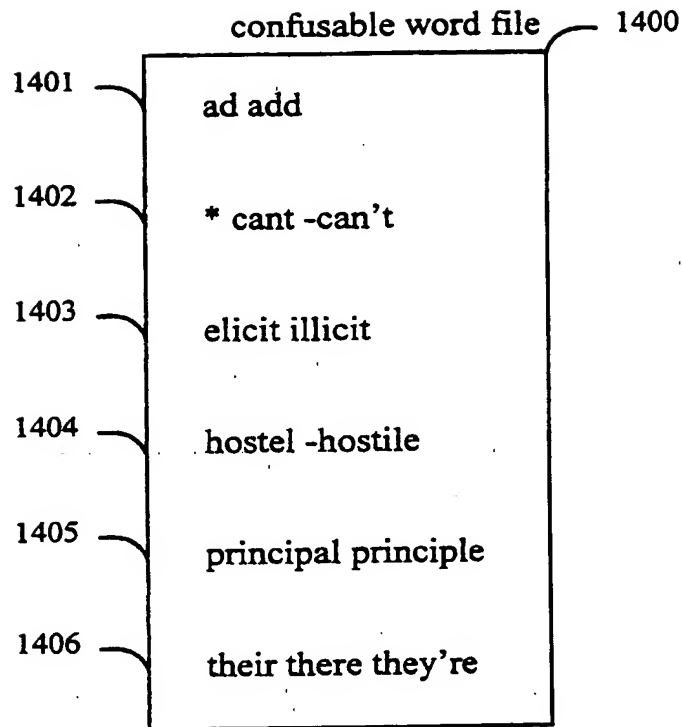 confusable word file 1400
1401 ad add
1402 * cant -can't
1403 elicit illicit
1404 hostel -hostile
1405 principal principle
1406 their there they're